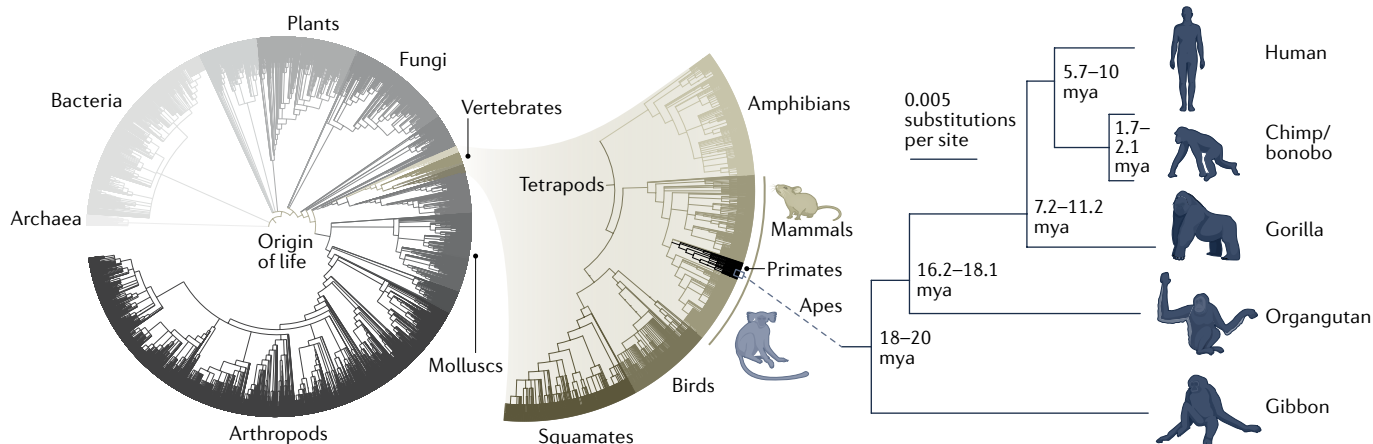 Plants
Fungi
Bacteria
Vertebrates
Archaea
Origin
of life
Molluscs
Arthropods
Amphibians
Tetrapods
Mammals
Primates
Apes
Birds
Squamates
0.005
substitutions
per site
5.7–10
mya
1.7–
2.1
mya
7.2–11.2
mya
16.2–18.1
mya
18–20
mya
Human
Chimp/
bonobo
Gorilla
Organgutan
Gibbon